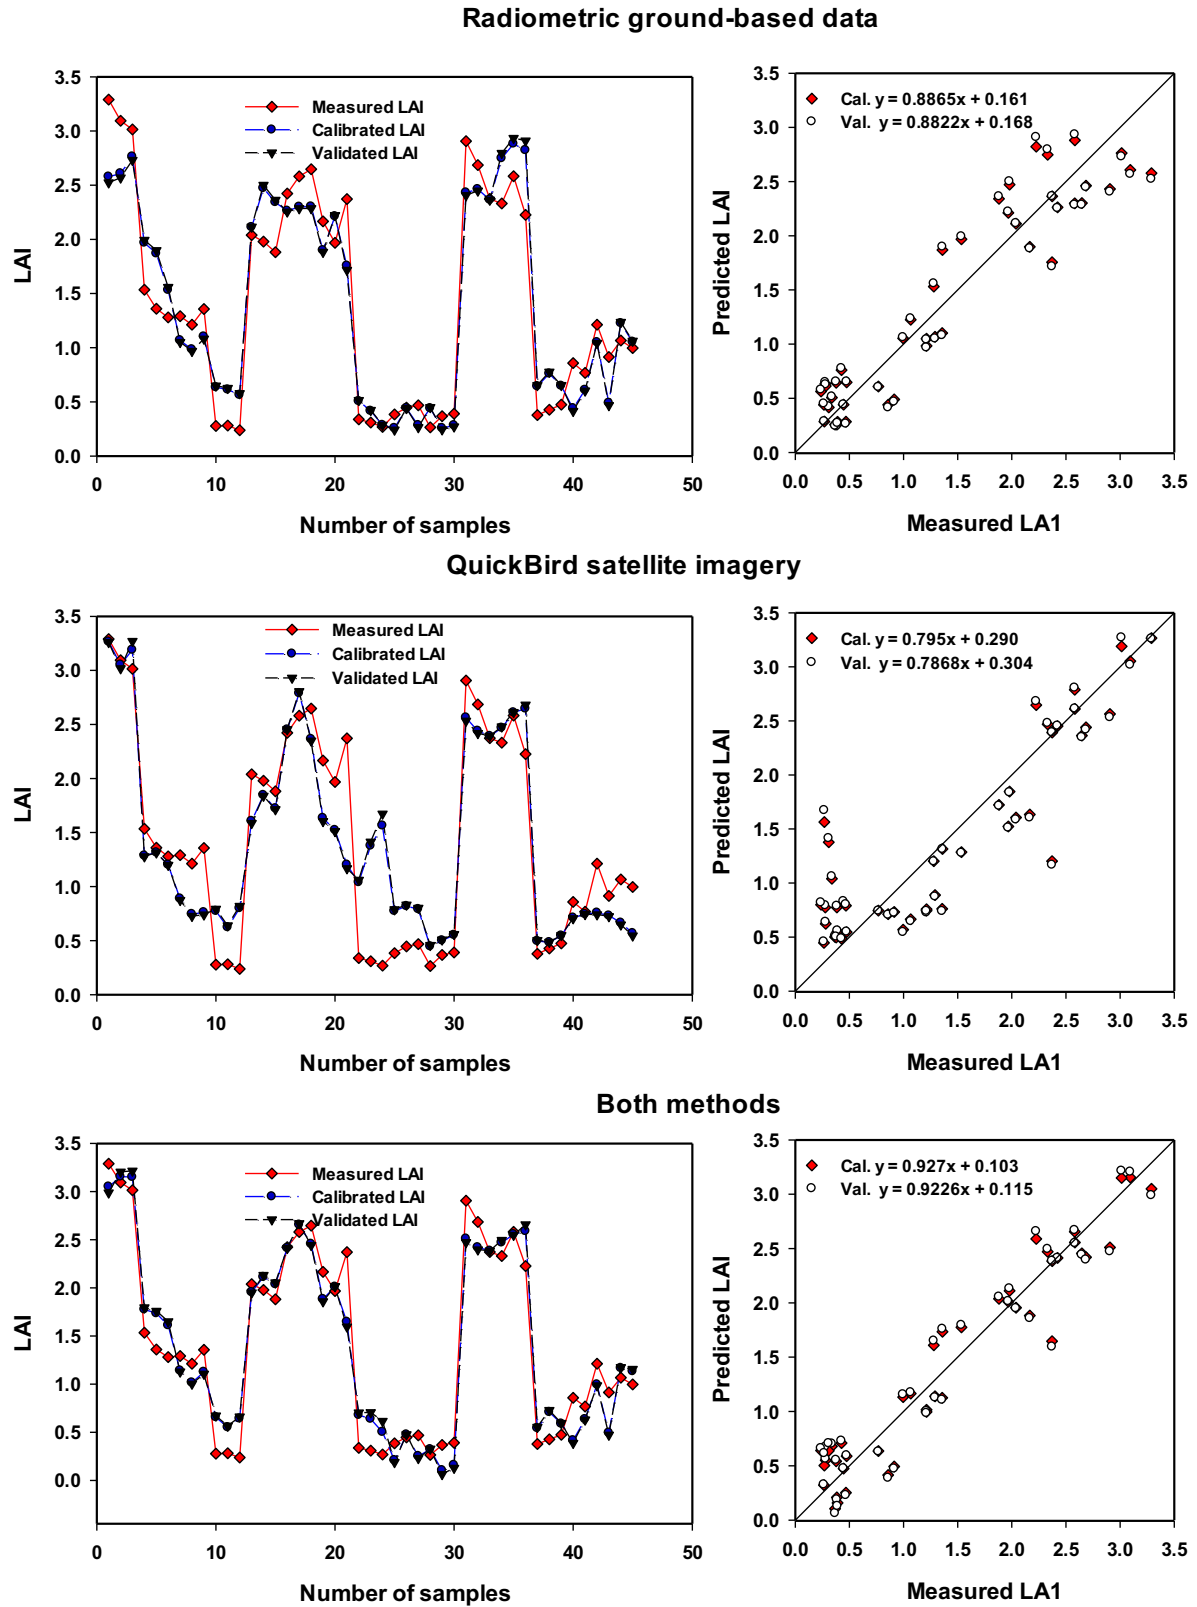 Radiometric ground-based data
3.5
3.0
2.5
2.0
1.5
1.0
0.5
0.0
LAI
Measured LAI
Calibrated LAI
Validated LAI
0 10 20 30 40 50
Number of samples
3.5
3.0
2.5
2.0
1.5
1.0
0.5
0.0
Predicted LAI
Cal. y = 0.8865x + 0.161
Val. y = 0.8822x + 0.168
0.0 0.5 1.0 1.5 2.0 2.5 3.0 3.5
Measured LA1
QuickBird satellite imagery
3.5
3.0
2.5
2.0
1.5
1.0
0.5
0.0
LAI
Measured LAI
Calibrated LAI
Validated LAI
0 10 20 30 40 50
Number of samples
3.5
3.0
2.5
2.0
1.5
1.0
0.5
0.0
Predicted LAI
Cal. y = 0.795x + 0.290
Val. y = 0.7868x + 0.304
0.0 0.5 1.0 1.5 2.0 2.5 3.0 3.5
Measured LA1
Both methods
3.5
3.0
2.5
2.0
1.5
1.0
0.5
0.0
LAI
Measured LAI
Calibrated LAI
Validated LAI
0 10 20 30 40 50
Number of samples
3.5
3.0
2.5
2.0
1.5
1.0
0.5
0.0
Predicted LAI
Cal. y = 0.927x + 0.103
Val. y = 0.9226x + 0.115
0.0 0.5 1.0 1.5 2.0 2.5 3.0 3.5
Measured LA1